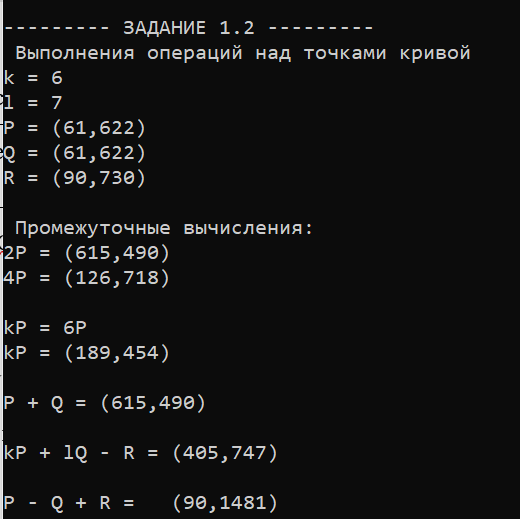 --------- ЗАДАНИЕ 1.2 ---------
Выполнения операций над точками кривой
k = 6
l = 7
P = (61,622)
Q = (61,622)
R = (90,730)
Промежуточные вычисления:
2P = (615,490)
4P = (126,718)
kP = 6P
kP = (189,454)
P + Q = (615,490)
kP + lQ - R = (405,747)
P - Q + R =   (90,1481)